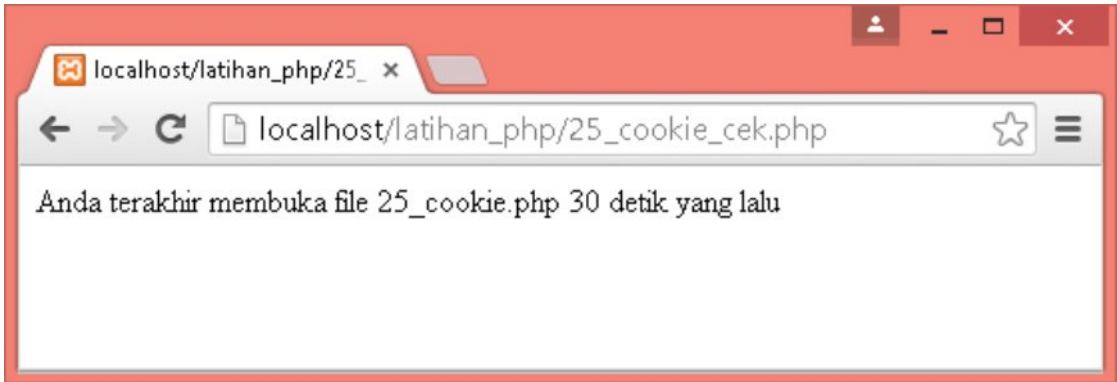 localhost/latihan_php/25_
localhost/latihan_php/25_cookie_cek.php
Anda terakhir membuka file 25_cookie.php 30 detik yang lalu